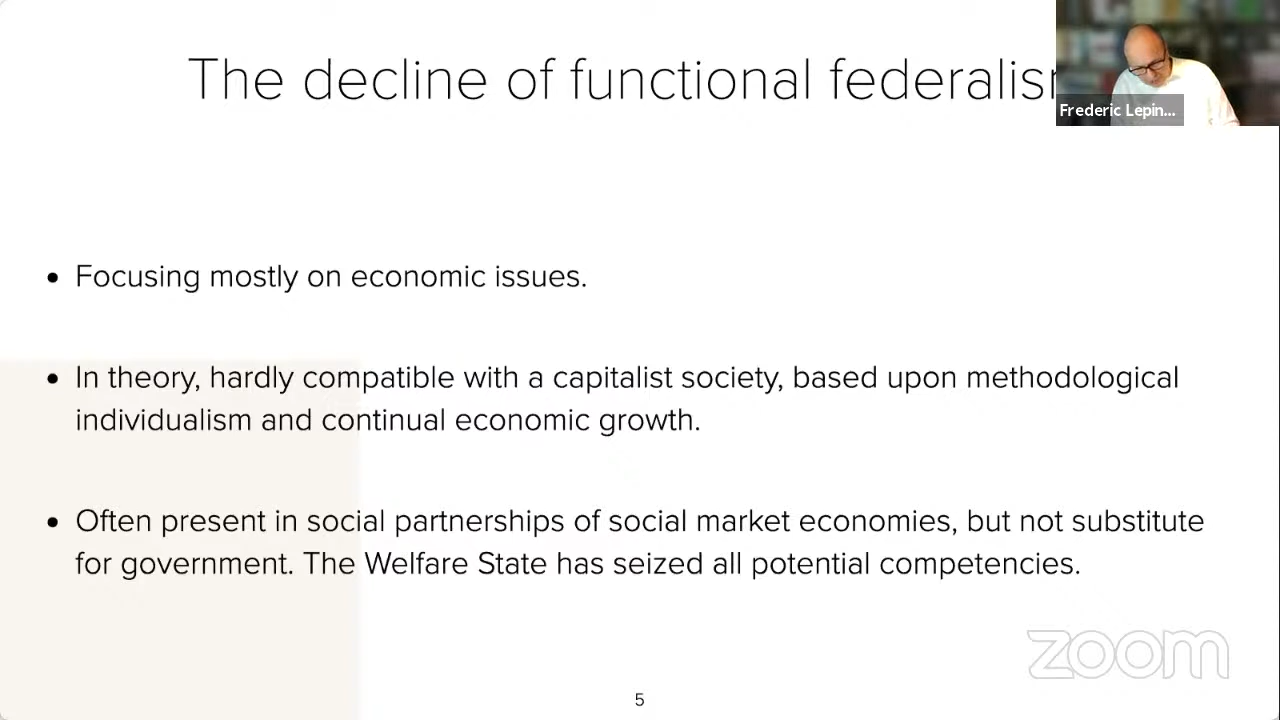 The decline of functional federalis
Frederic Lepin...
• Focusing mostly on economic issues.
• In theory, hardly compatible with a capitalist society, based upon methodological
individualism and continual economic growth.
• Often present in social partnerships of social market economies, but not substitute
for government. The Welfare State has seized all potential competencies.
zoom
5